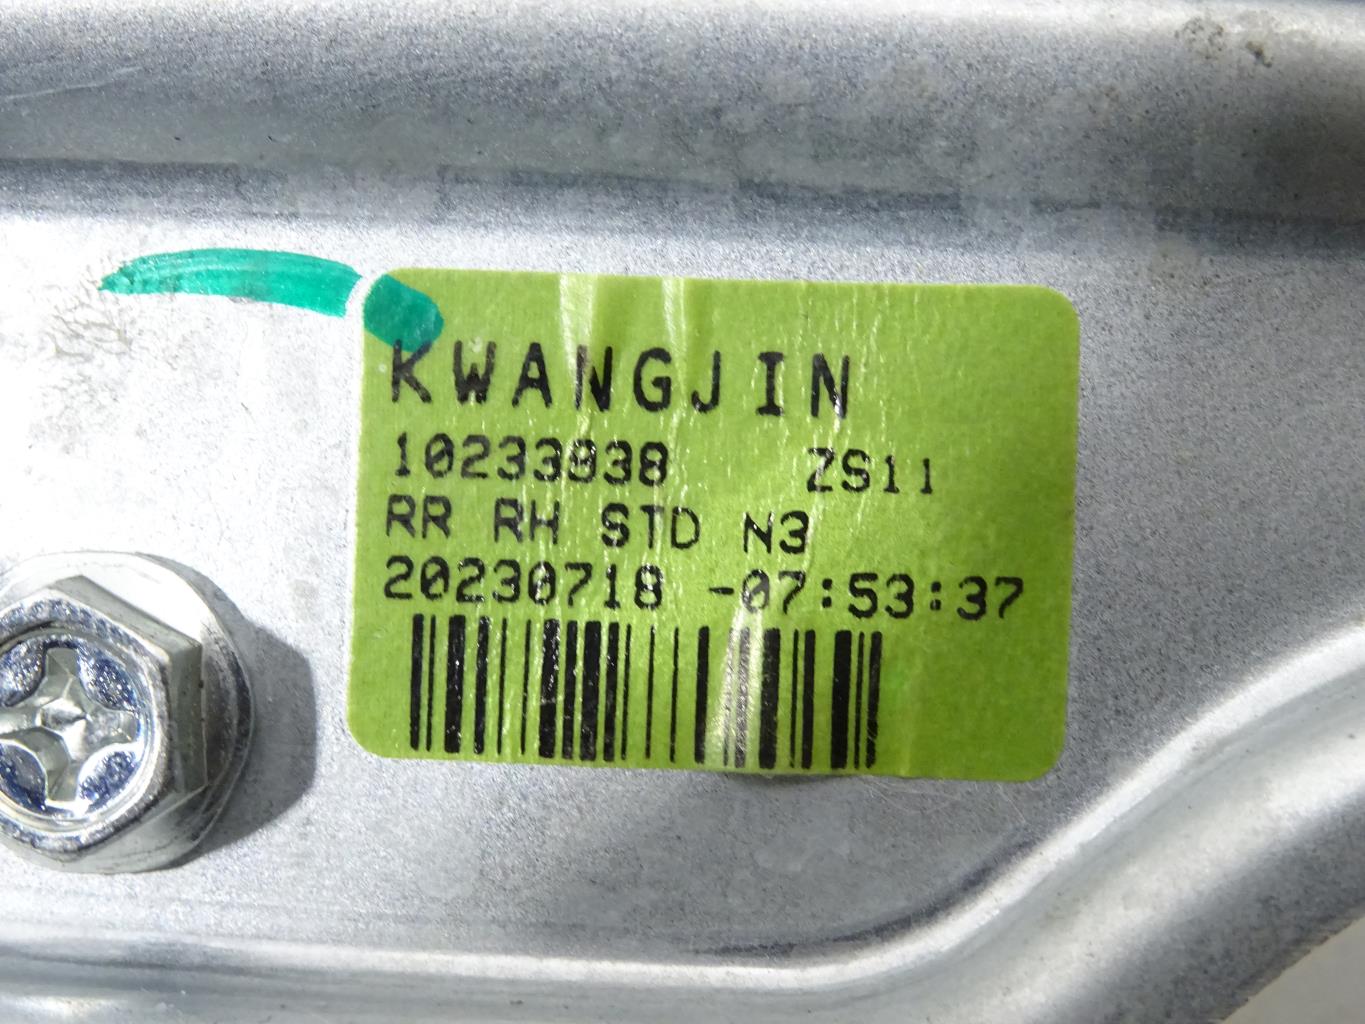 KWANGJIN
10233938 ZS11
RR RH STD N3
20230718 -07:53:37